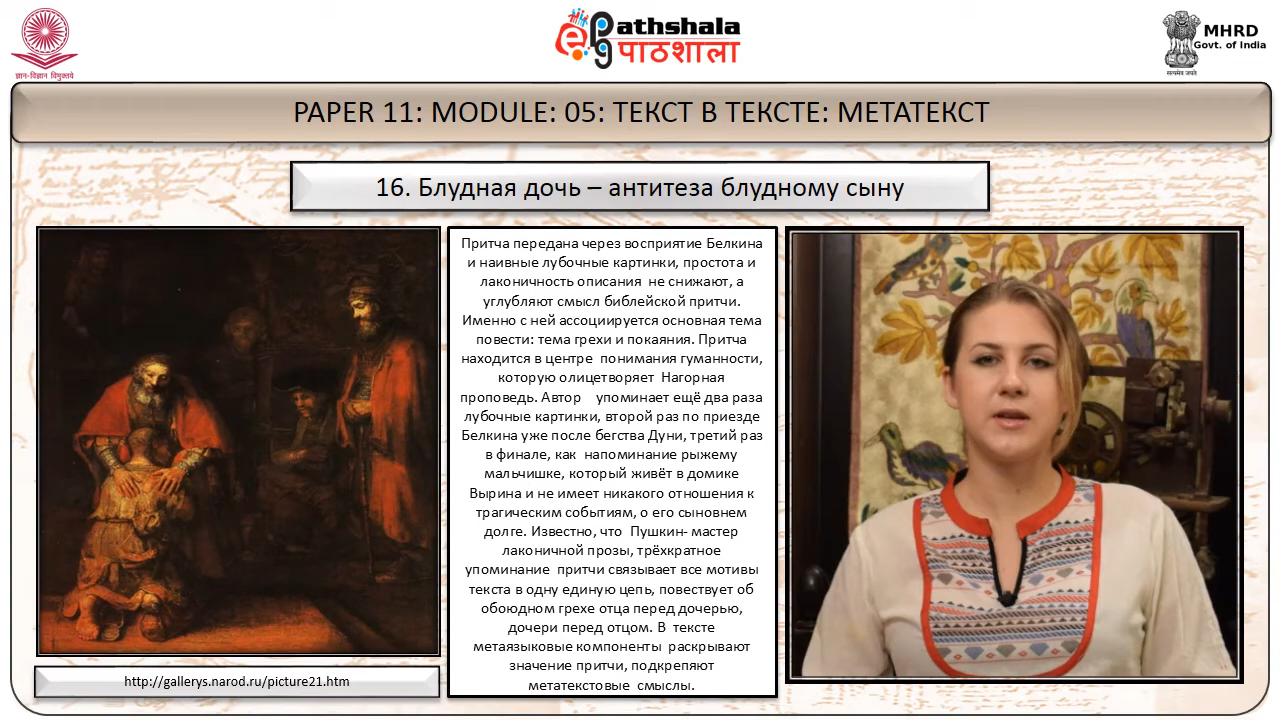 ज्ञान-विज्ञान विमुक्तये
ePg Pathshala
पाठशाला
MHRD
Govt. of India
सत्यमेव जयते
PAPER 11: MODULE: 05: ТЕКСТ В ТЕКСТЕ: МЕТАТЕКСТ
16. Блудная дочь – антитеза блудному сыну
Притча передана через восприятие Белкина
и наивные лубочные картинки, простота и
лаконичность описания не снижают, а
углубляют смысл библейской притчи.
Именно с ней ассоциируется основная тема
повести: тема грехи и покаяния. Притча
находится в центре понимания гуманности,
которую олицетворяет Нагорная
проповедь. Автор упоминает ещё два раза
лубочные картинки, второй раз по приезде
Белкина уже после бегства Дуни, третий раз
в финале, как напоминание рыжему
мальчишке, который живёт в домике
Вырина и не имеет никакого отношения к
трагическим событиям, о его сыновнем
долге. Известно, что Пушкин- мастер
лаконичной прозы, трёхкратное
упоминание притчи связывает все мотивы
текста в одну единую цепь, повествует об
обоюдном грехе отца перед дочерью,
дочери перед отцом. В тексте
метаязыковые компоненты раскрывают
значение притчи, подкрепяют
метатекстовые смыслы.
http://gallerys.narod.ru/picture21.htm